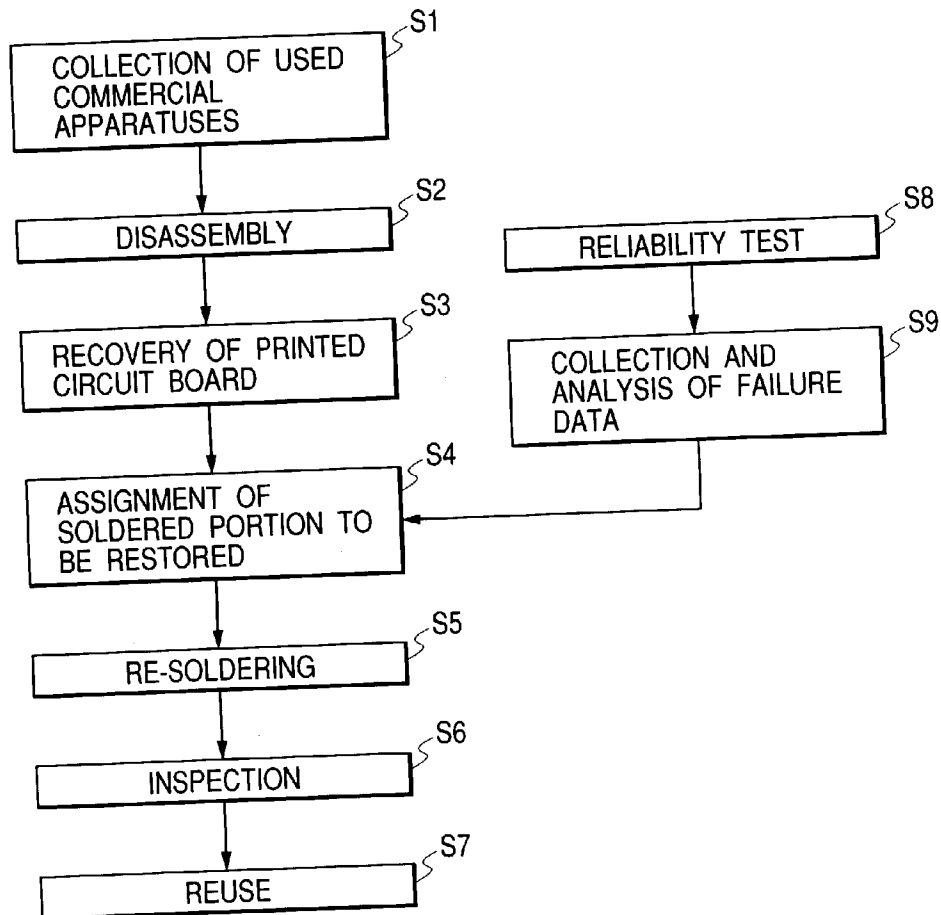 S1
COLLECTION OF USED
COMMERCIAL
APPARATUSES
S2
DISASSEMBLY
S3
RECOVERY OF PRINTED
CIRCUIT BOARD
S4
ASSIGNMENT OF
SOLDERED PORTION TO
BE RESTORED
S5
RE-SOLDERING
S6
INSPECTION
S7
REUSE
S8
RELIABILITY TEST
S9
COLLECTION AND
ANALYSIS OF FAILURE
DATA